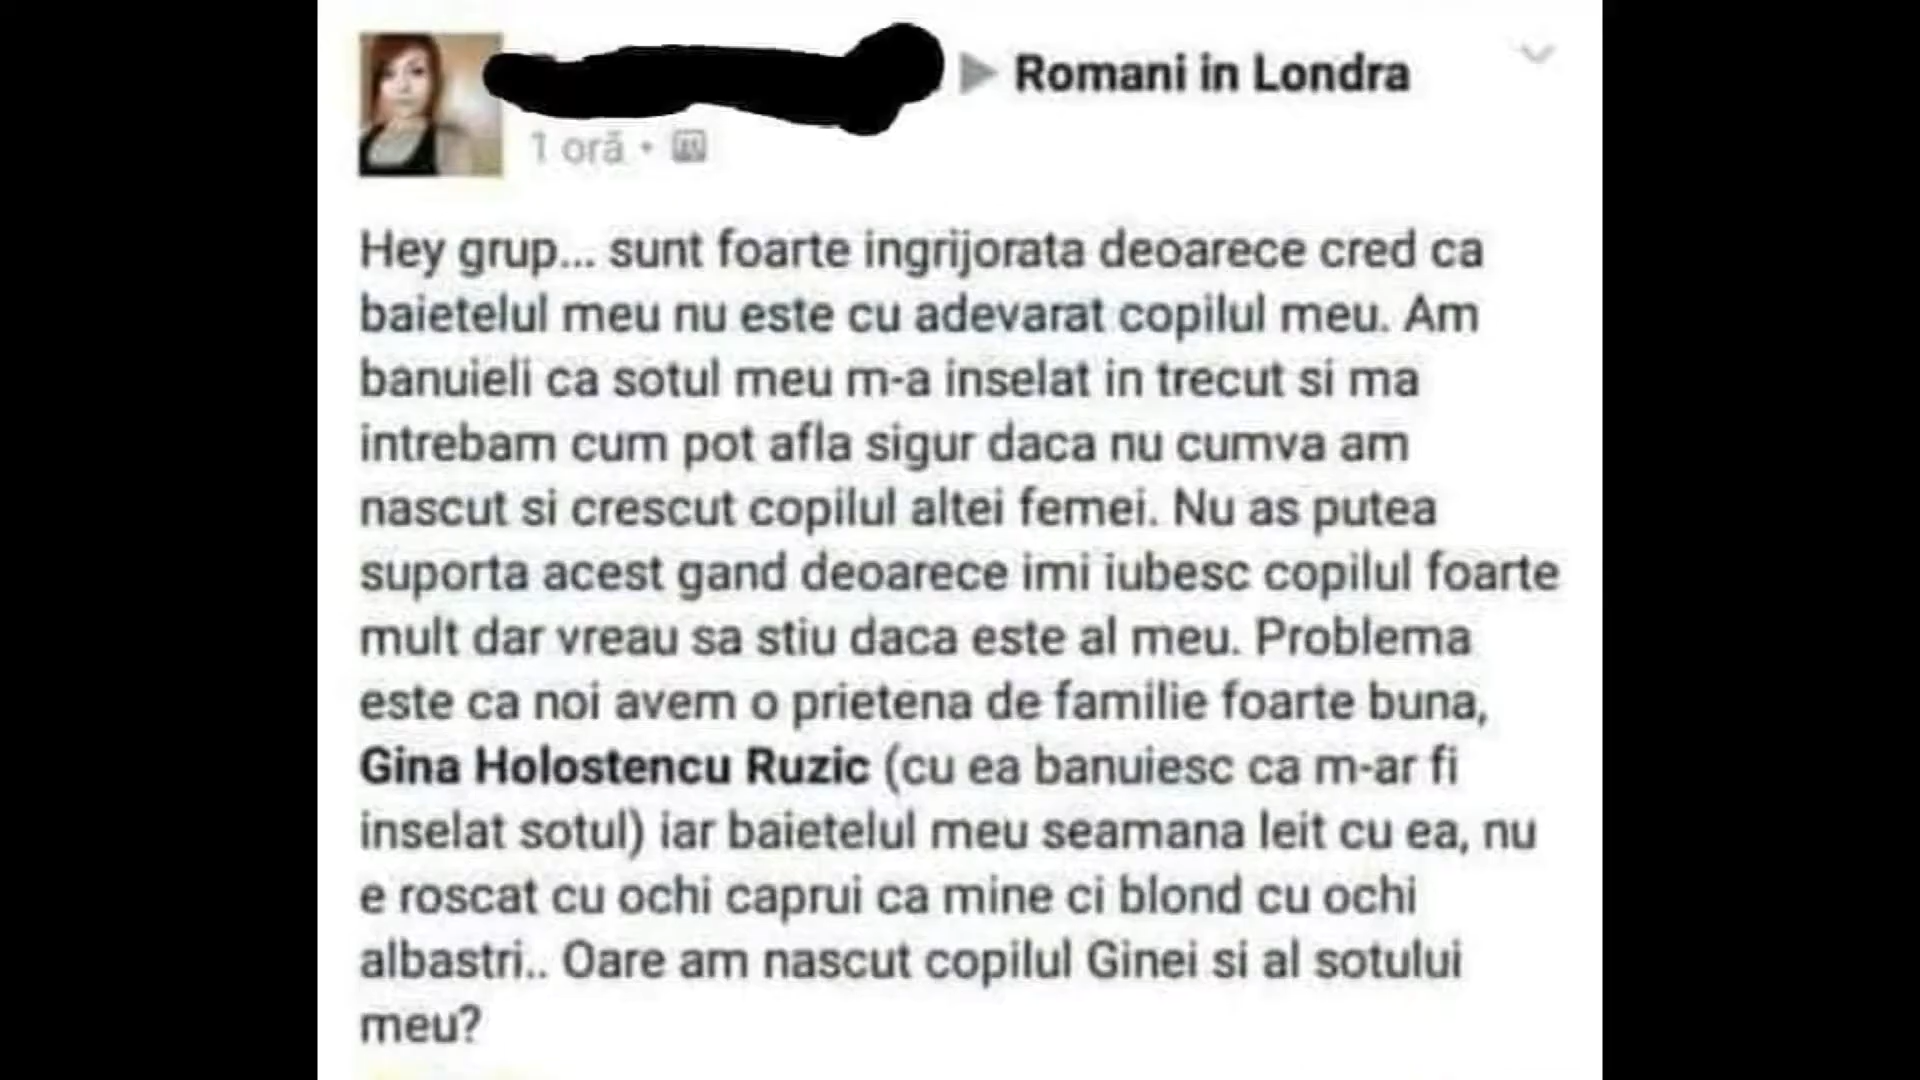 Romani in Londra
1 oră
Hey grup... sunt foarte ingrijorata deoarece cred ca
baietelul meu nu este cu adevarat copilul meu. Am
banuieli ca sotul meu m-a inselat in trecut si ma
intrebam cum pot afla sigur daca nu cumva am
nascut si crescut copilul altei femei. Nu as putea
suporta acest gand deoarece imi iubesc copilul foarte
mult dar vreau sa stiu daca este al meu. Problema
este ca noi avem o prietena de familie foarte buna,
Gina Holostencu Ruzic (cu ea banuiesc ca m-ar fi
inselat sotul) iar baietelul meu seamana leit cu ea, nu
e roscat cu ochi caprui ca mine ci blond cu ochi
albastri.. Oare am nascut copilul Ginei si al sotului
meu?